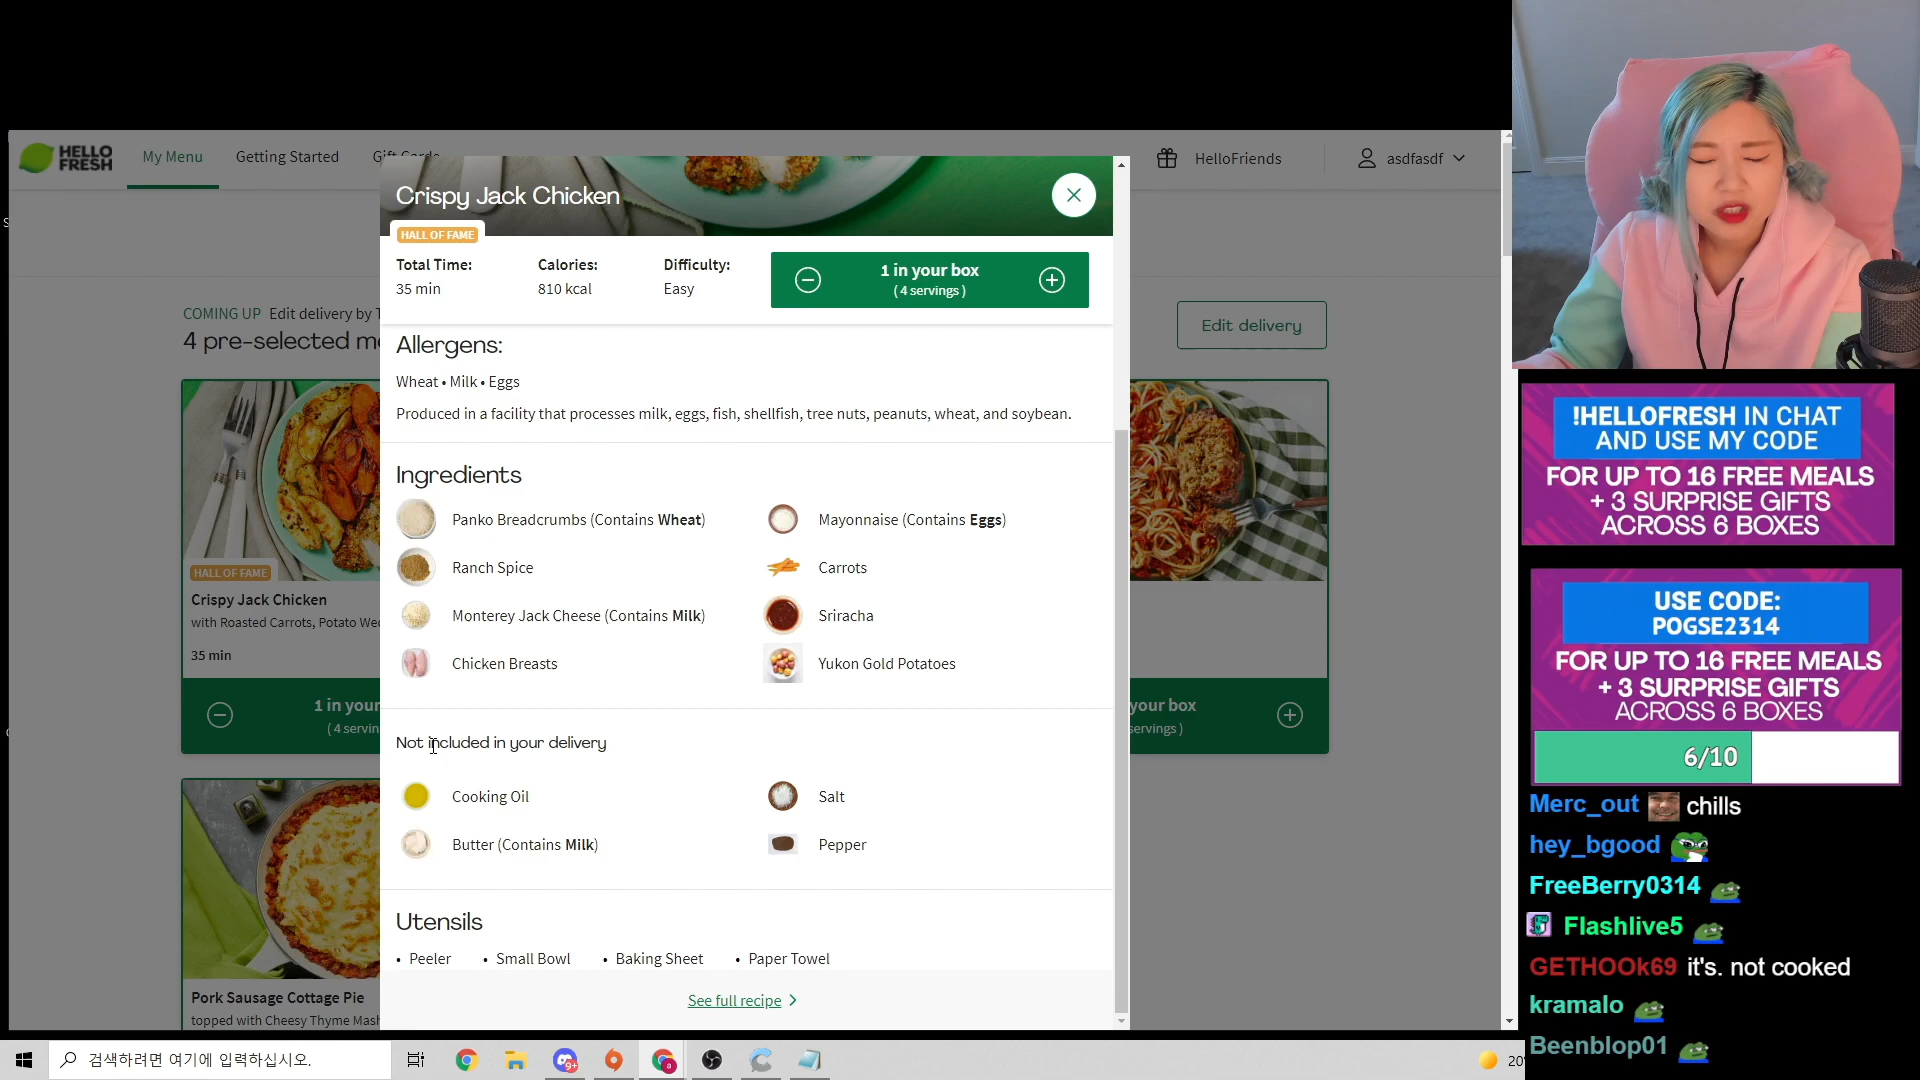 HELLO
FRESH
My Menu
Getting Started
HelloFriends
asdfasdf
COMING UP Edit delivery by
4 pre-selected
Edit delivery
HALL OF FAME
Crispy Jack Chicken
with Roasted Carrots, Potato
35 min
1 in your
( 4
Pork Sausage Cottage Pie
topped with Cheesy Thyme
your box
Crispy Jack Chicken
HALL OF FAME
Total Time:
35 min
Calories:
810 kcal
Difficulty:
Easy
1 in your box
( 4 servings )
Allergens:
Wheat • Milk • Eggs
Produced in a facility that processes milk, eggs, fish, shellfish, tree nuts, peanuts, wheat, and soybean.
Ingredients
Panko Breadcrumbs (Contains Wheat)
Mayonnaise (Contains Eggs)
Ranch Spice
Carrots
Monterey Jack Cheese (Contains Milk)
Sriracha
Chicken Breasts
Yukon Gold Potatoes
Not included in your delivery
Cooking Oil
Salt
Butter (Contains Milk)
Pepper
Utensils
• Peeler • Small Bowl • Baking Sheet • Paper Towel
See full recipe
!HELLOFRESH IN CHAT
AND USE MY CODE
FOR UP TO 16 FREE MEALS
+ 3 SURPRISE GIFTS
ACROSS 6 BOXES
USE CODE:
POGSE2314
FOR UP TO 16 FREE MEALS
+ 3 SURPRISE GIFTS
ACROSS 6 BOXES
6/10
Merc_out chills
hey_bgood
FreeBerry0314
Flashlive5
GETHOOk69 it's. not cooked
kramalo
Beenblop01
검색하려면 여기에 입력하십시오.
9+
20